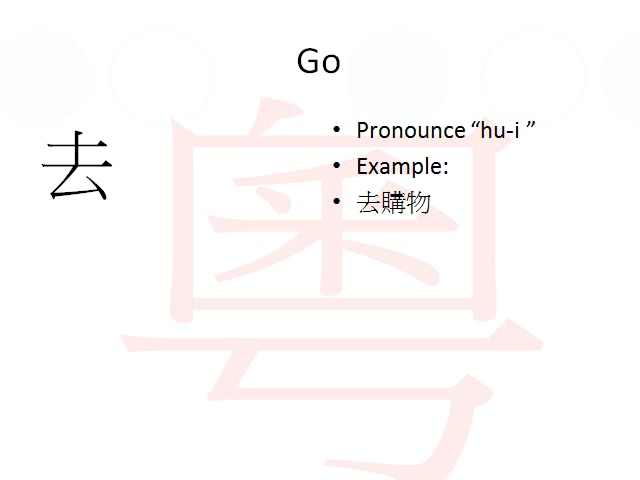 Go
去
• Pronounce “hu-i ”
• Example:
• 去購物
粵